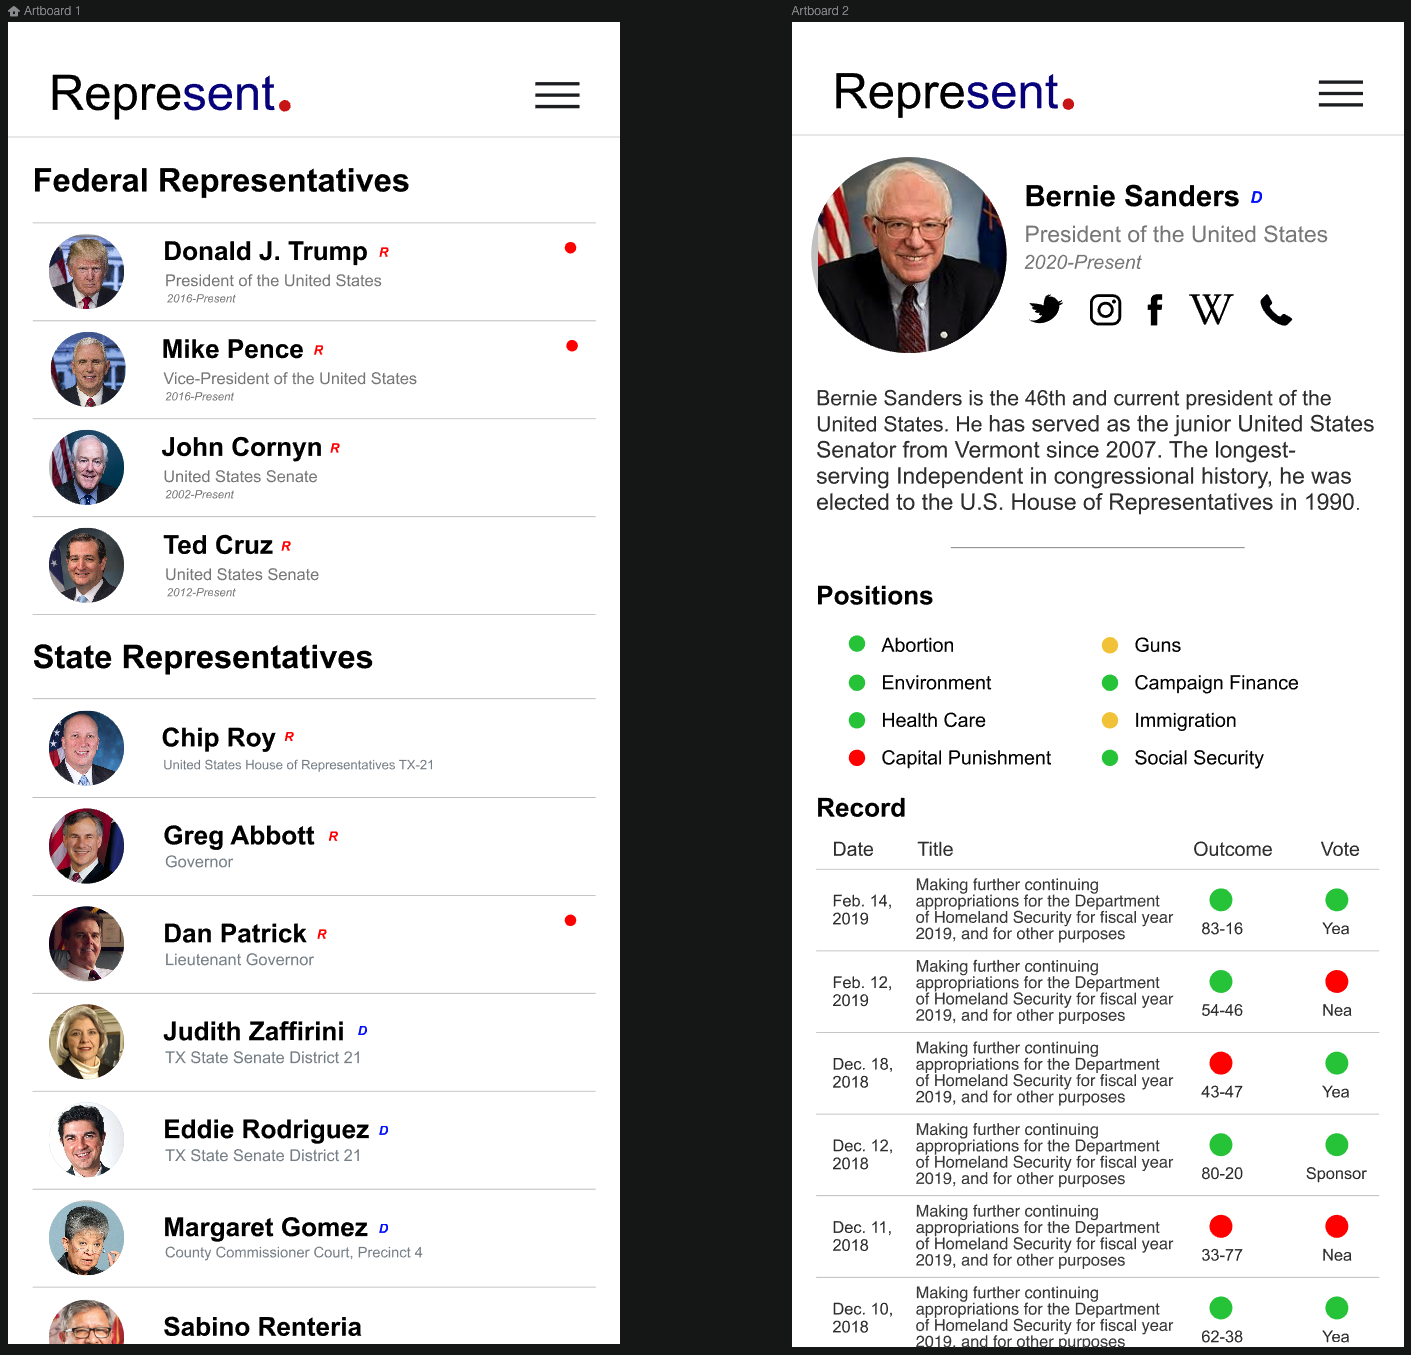 Artboard 1
Represent.
Federal Representatives
Donald J. Trump R
President of the United States
2016-Present
Mike Pence R
Vice-President of the United States
2016-Present
John Cornyn R
United States Senate
2002-Present
Ted Cruz R
United States Senate
2012-Present
State Representatives
Chip Roy R
United States House of Representatives TX-21
Greg Abbott R
Governor
Dan Patrick R
Lieutenant Governor
Judith Zaffirini D
TX State Senate District 21
Eddie Rodriguez D
TX State Senate District 21
Margaret Gomez D
County Commissioner Court, Precinct 4
Sabino Renteria
Artboard 2
Represent.
Bernie Sanders D
President of the United States
2020-Present
Bernie Sanders is the 46th and current president of the
United States. He has served as the junior United States
Senator from Vermont since 2007. The longest-
serving Independent in congressional history, he was
elected to the U.S. House of Representatives in 1990.
Positions
Abortion Guns
Environment Campaign Finance
Health Care Immigration
Capital Punishment Social Security
Record
Date Title Outcome Vote
Feb. 14,
2019
Making further continuing
appropriations for the Department
of Homeland Security for fiscal year
2019, and for other purposes
83-16 Yea
Feb. 12,
2019
Making further continuing
appropriations for the Department
of Homeland Security for fiscal year
2019, and for other purposes
54-46 Nea
Dec. 18,
2018
Making further continuing
appropriations for the Department
of Homeland Security for fiscal year
2019, and for other purposes
43-47 Yea
Dec. 12,
2018
Making further continuing
appropriations for the Department
of Homeland Security for fiscal year
2019, and for other purposes
80-20 Sponsor
Dec. 11,
2018
Making further continuing
appropriations for the Department
of Homeland Security for fiscal year
2019, and for other purposes
33-77 Nea
Dec. 10,
2018
Making further continuing
appropriations for the Department
of Homeland Security for fiscal year
2019, and for other purposes
62-38 Yea